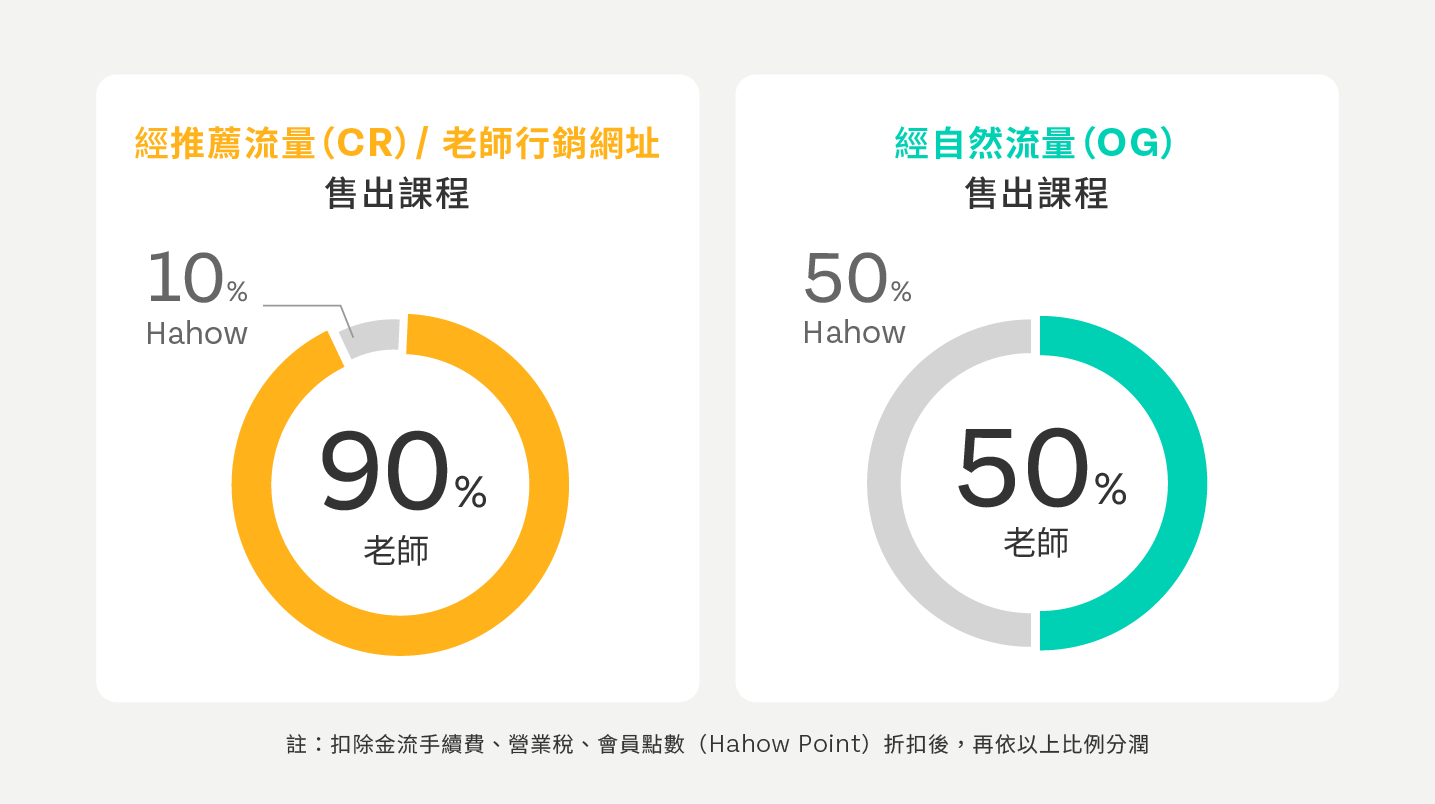 經推薦流量（CR）/ 老師行銷網址
售出課程
10%
Hahow
90%
老師
經自然流量（OG）
售出課程
50%
Hahow
50%
老師
註：扣除金流手續費、營業稅、會員點數（Hahow Point）折扣後，再依以上比例分潤